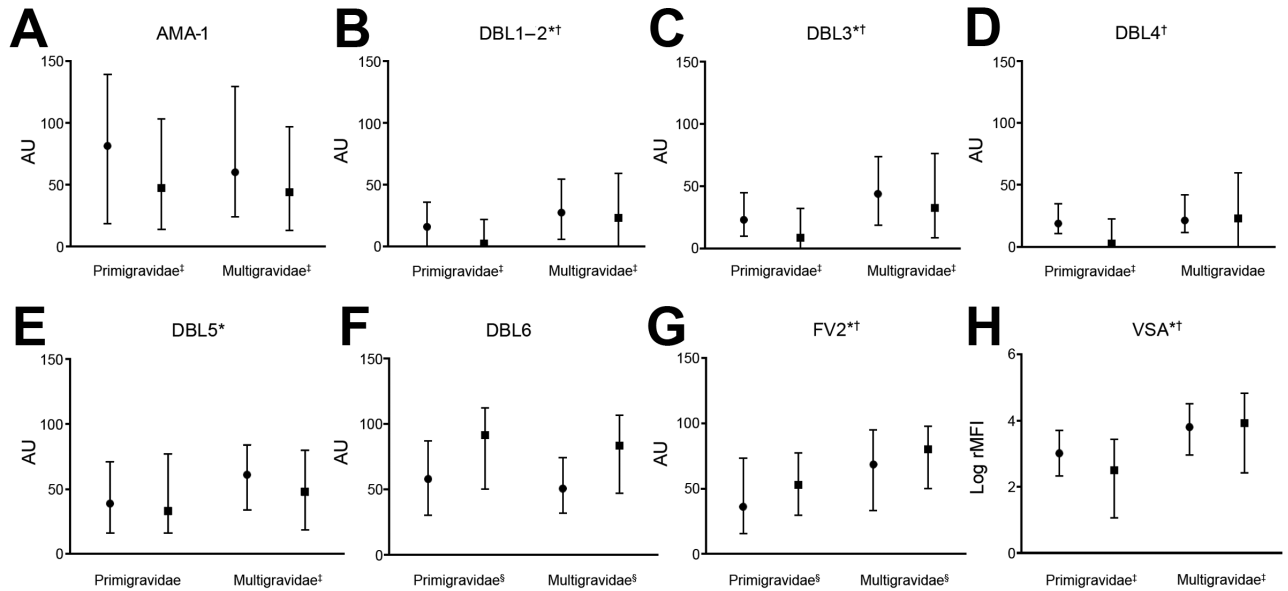 A
AMA-1
150
100
50
0
AU
Primigravidae‡ Multigravidae‡
B
DBL1–2*†
150
100
50
0
AU
Primigravidae‡ Multigravidae‡
C
DBL3*†
150
100
50
0
AU
Primigravidae‡ Multigravidae‡
D
DBL4†
150
100
50
0
AU
Primigravidae‡ Multigravidae
E
DBL5*
150
100
50
0
AU
Primigravidae Multigravidae‡
F
DBL6
150
100
50
0
AU
Primigravidae§ Multigravidae§
G
FV2*†
150
100
50
0
AU
Primigravidae§ Multigravidae§
H
VSA*†
6
4
2
0
Log rMFI
Primigravidae‡ Multigravidae‡